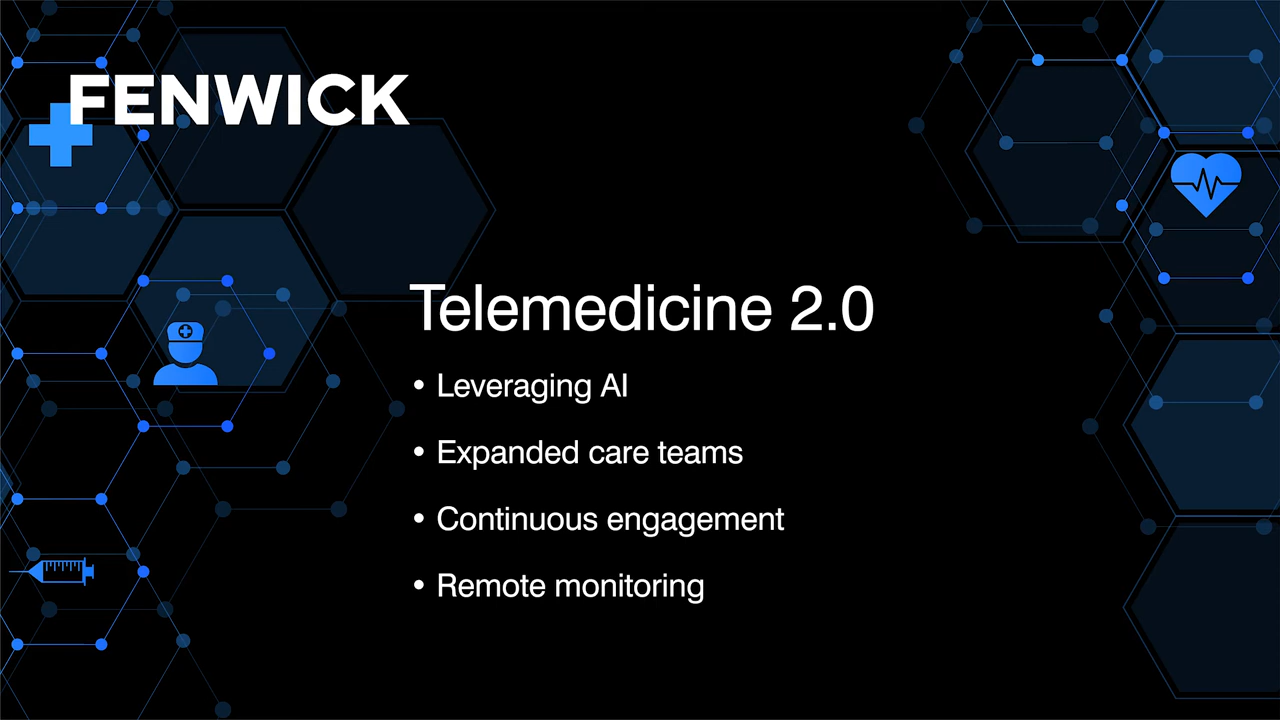 FENWICK
Telemedicine 2.0
• Leveraging AI
• Expanded care teams
• Continuous engagement
• Remote monitoring